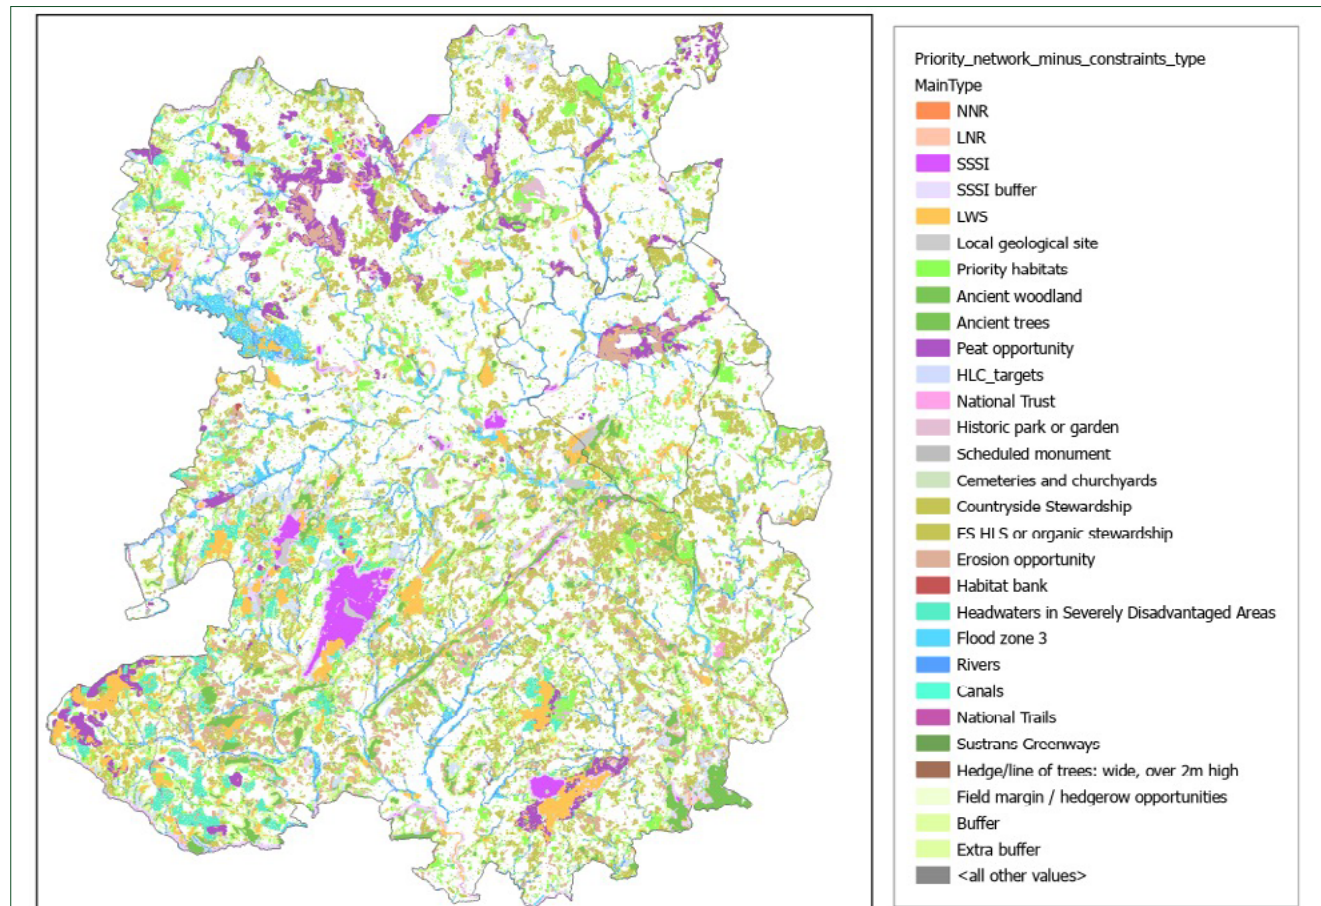 Priority_network_minus_constraints_type
MainType
NNR
LNR
SSSI
SSSI buffer
LWS
Local geological site
Priority habitats
Ancient woodland
Ancient trees
Peat opportunity
HLC_targets
National Trust
Historic park or garden
Scheduled monument
Cemeteries and churchyards
Countryside Stewardship
ES HLS or organic stewardship
Erosion opportunity
Habitat bank
Headwaters in Severely Disadvantaged Areas
Flood zone 3
Rivers
Canals
National Trails
Sustrans Greenways
Hedge/line of trees: wide, over 2m high
Field margin / hedgerow opportunities
Buffer
Extra buffer
<all other values>